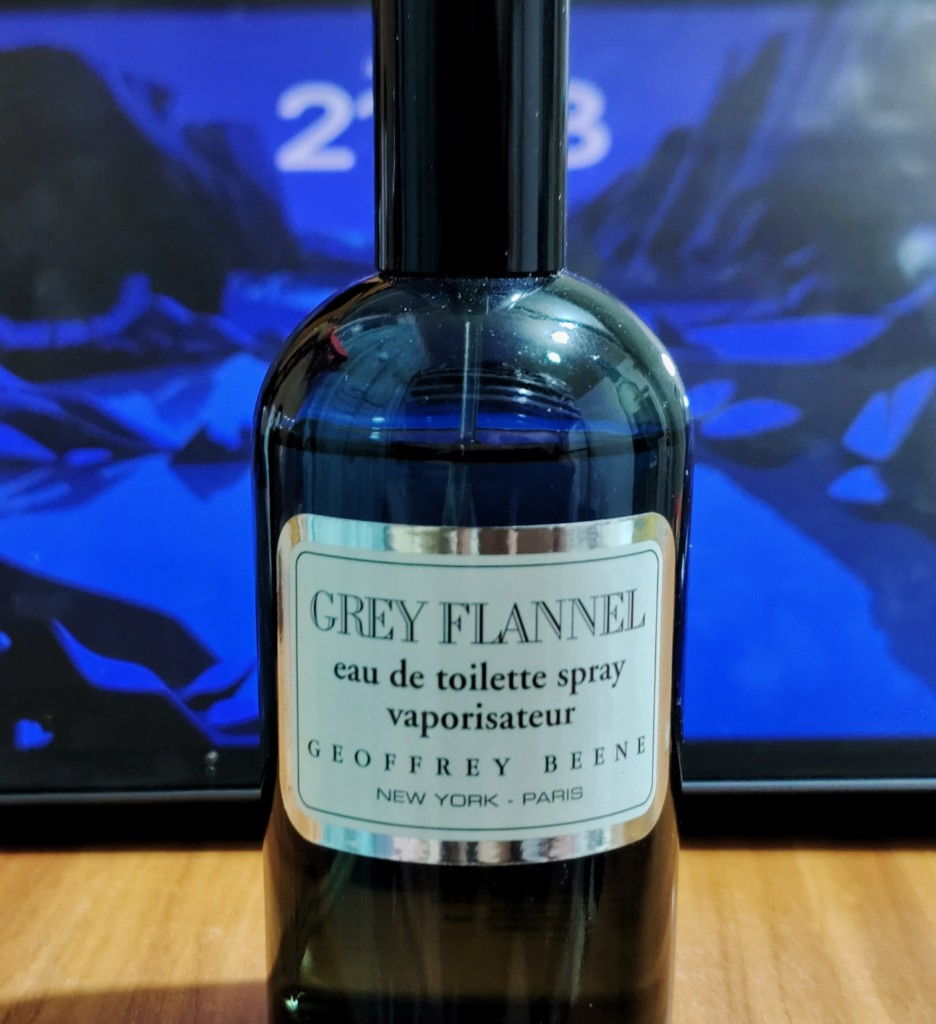 GREY FLANNEL
eau de toilette spray
vaporisateur
GEOFFREY BEENE
NEW YORK - PARIS